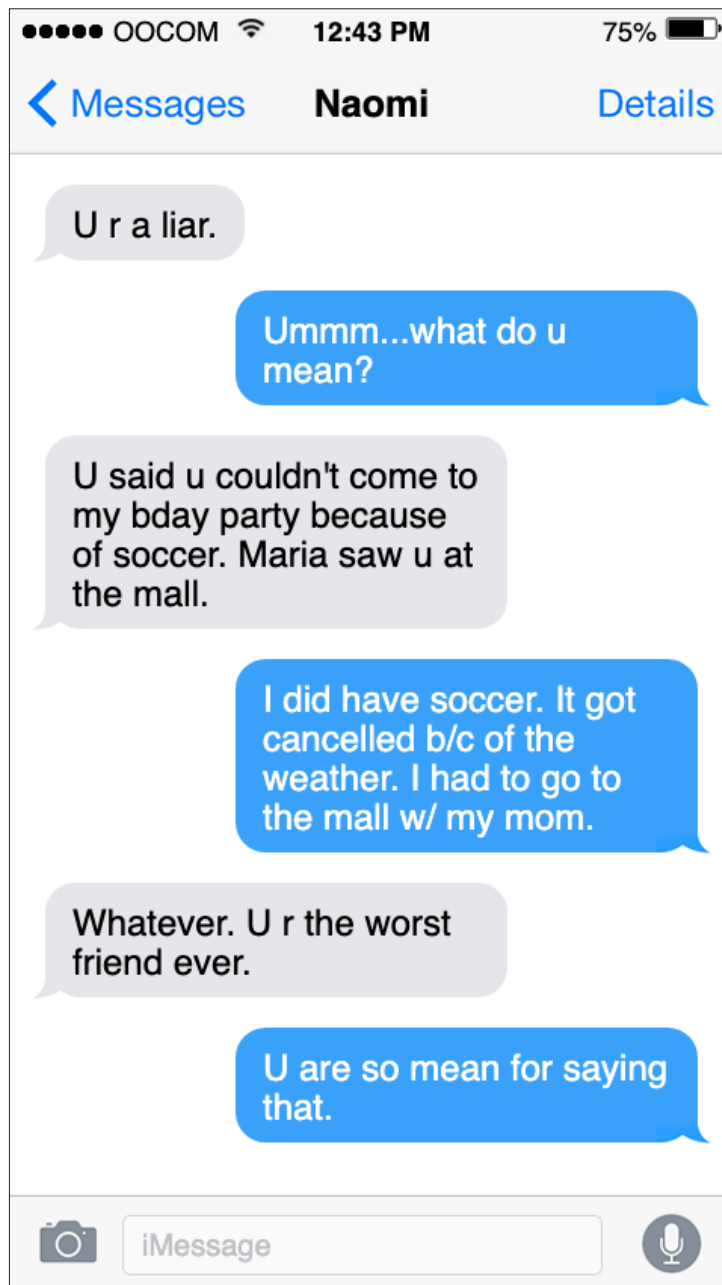 ●●●●● OOCOM 12:43 PM 75%
Messages Naomi Details
U r a liar.
Ummm...what do u
mean?
U said u couldn't come to
my bday party because
of soccer. Maria saw u at
the mall.
I did have soccer. It got
cancelled b/c of the
weather. I had to go to
the mall w/ my mom.
Whatever. U r the worst
friend ever.
U are so mean for saying
that.
iMessage